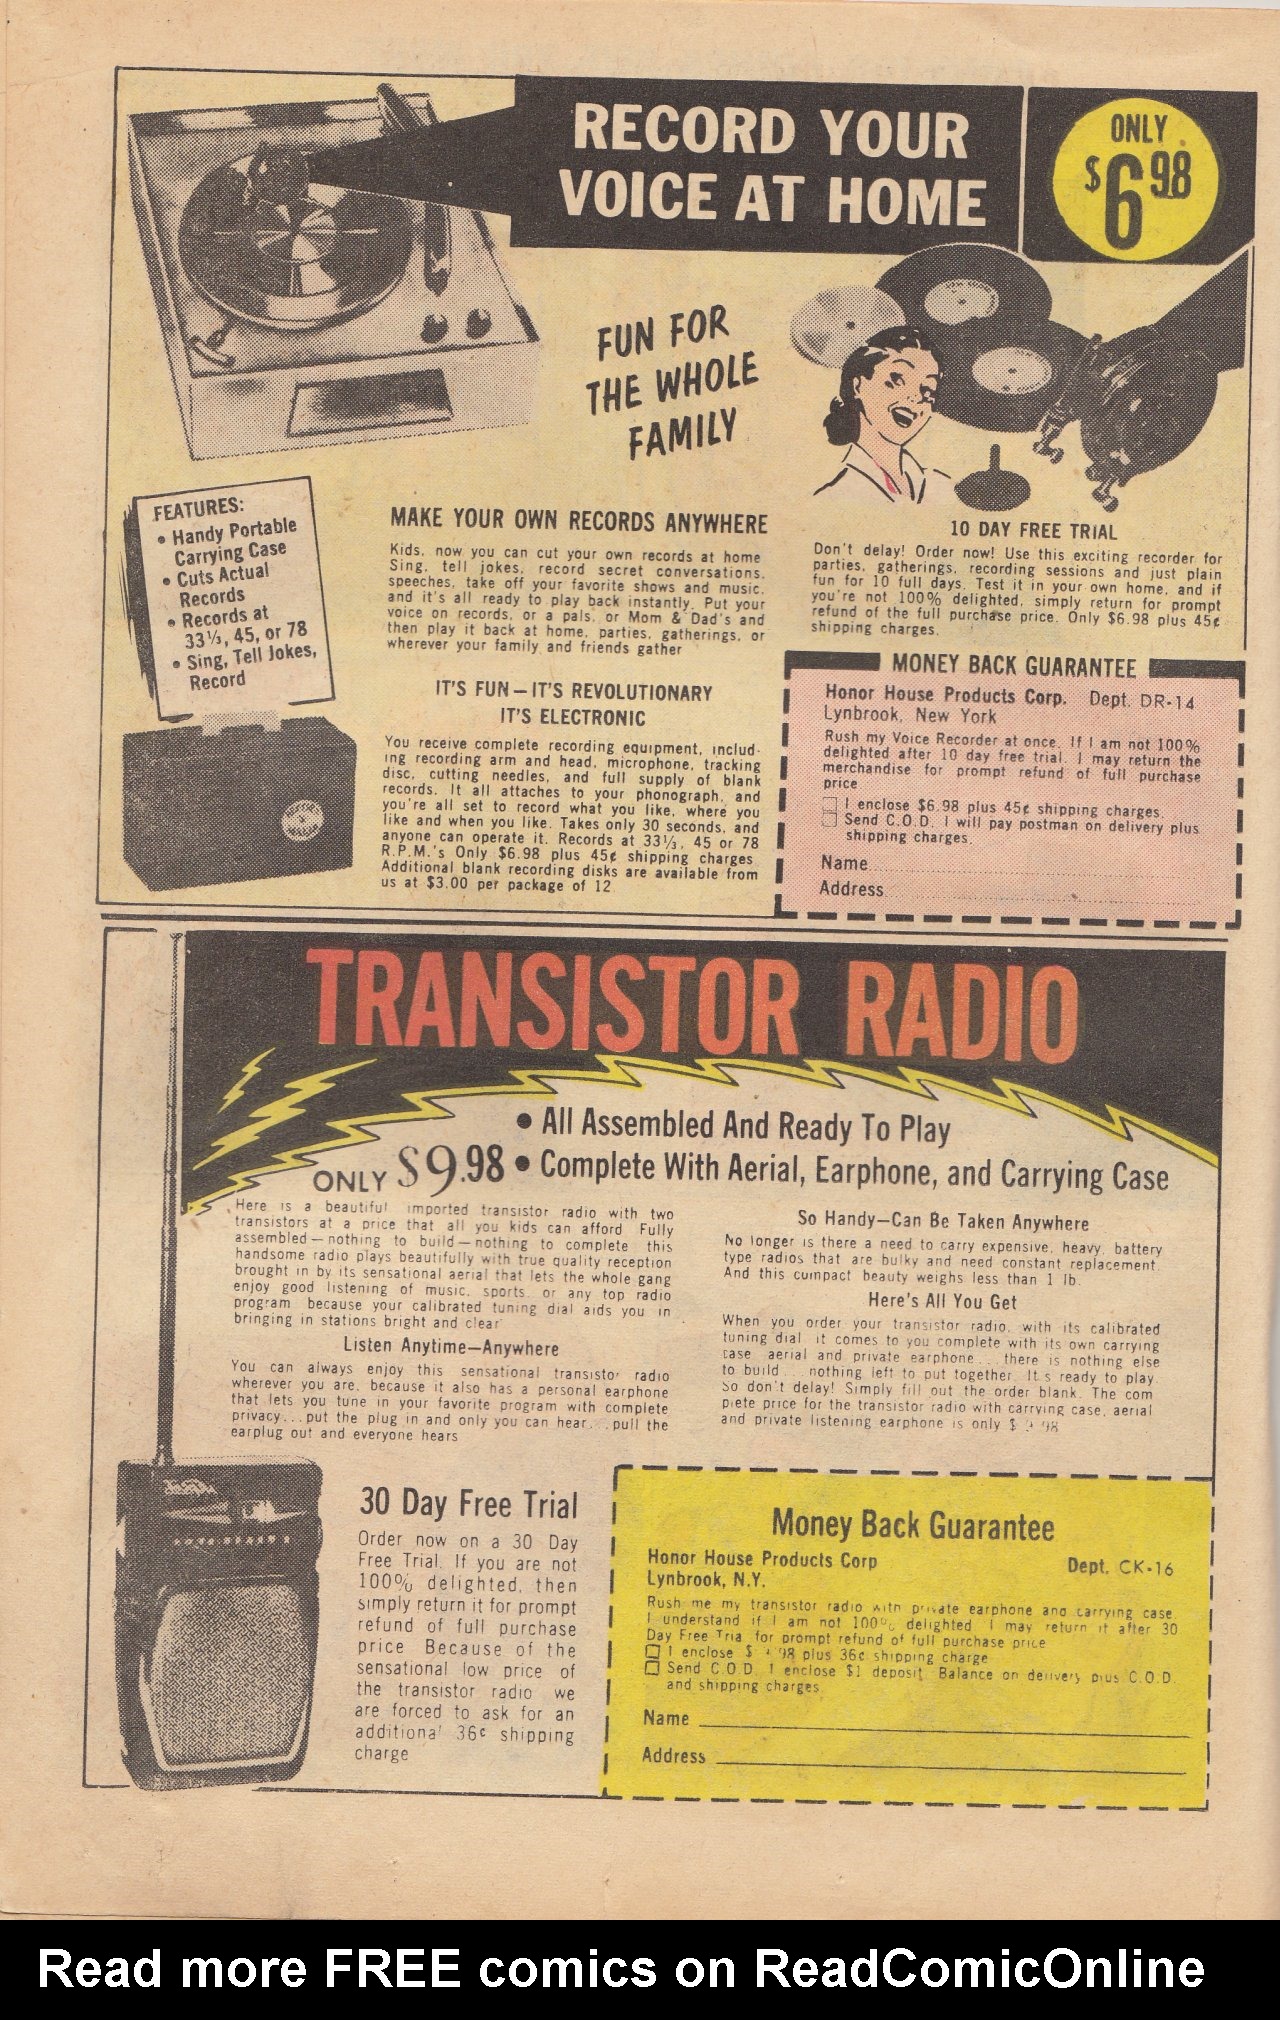 RECORD YOUR
VOICE AT HOME
ONLY
$6.98
FUN FOR
THE WHOLE
FAMILY
FEATURES:
• Handy Portable
Carrying Case
• Cuts Actual
Records
• Records at
33⅓, 45, or 78
• Sing, Tell Jokes,
Record
MAKE YOUR OWN RECORDS ANYWHERE
Kids, now you can cut your own records at home
Sing, tell jokes, record secret conversations,
speeches, take off your favorite shows and music,
and it's all ready to play back instantly. Put your
voice on records, or a pals, or Mom & Dad's and
then play it back at home, parties, gatherings, or
wherever your family and friends gather
IT'S FUN—IT'S REVOLUTIONARY
IT'S ELECTRONIC
You receive complete recording equipment, includ-
ing recording arm and head, microphone, tracking
disc, cutting needles, and full supply of blank
records. It all attaches to your phonograph, and
you're all set to record what you like, where you
like and when you like. Takes only 30 seconds, and
anyone can operate it. Records at 33⅓, 45 or 78
R.P.M.'s Only $6.98 plus 45¢ shipping charges
Additional blank recording disks are available from
us at $3.00 per package of 12
10 DAY FREE TRIAL
Don't delay! Order now! Use this exciting recorder for
parties, gatherings, recording sessions and just plain
fun for 10 full days. Test it in your own home, and if
you're not 100% delighted, simply return for prompt
refund of the full purchase price. Only $6.98 plus 45¢
shipping charges.
MONEY BACK GUARANTEE
Honor House Products Corp. Dept. DR-14
Lynbrook, New York
Rush my Voice Recorder at once. If I am not 100%
delighted after 10 day free trial. I may return the
merchandise for prompt refund of full purchase
price
☐ I enclose $6.98 plus 45¢ shipping charges.
☐ Send C.O.D. I will pay postman on delivery plus
shipping charges.
Name
Address
TRANSISTOR RADIO
• All Assembled And Ready To Play
ONLY $9.98 • Complete With Aerial, Earphone, and Carrying Case
Here is a beautiful imported transistor radio with two
transistors at a price that all you kids can afford Fully
assembled—nothing to build—nothing to complete this
handsome radio plays beautifully with true quality reception
brought in by its sensational aerial that lets the whole gang
enjoy good listening of music, sports, or any top radio
program because your calibrated tuning dial aids you in
bringing in stations bright and clear
Listen Anytime—Anywhere
You can always enjoy this sensational transistor radio
wherever you are, because it also has a personal earphone
that lets you tune in your favorite program with complete
privacy...put the plug in and only you can hear...pull the
earplug out and everyone hears
So Handy—Can Be Taken Anywhere
No longer is there a need to carry expensive, heavy, battery
type radios that are bulky and need constant replacement.
And this compact beauty weighs less than 1 lb.
Here's All You Get
When you order your transistor radio, with its calibrated
tuning dial it comes to you complete with its own carrying
case aerial and private earphone...there is nothing else
to build...nothing left to put together It s ready to play.
So don't delay! Simply fill out the order blank. The com
plete price for the transistor radio with carrying case, aerial
and private listening earphone is only $ 9 98
30 Day Free Trial
Order now on a 30 Day
Free Trial. If you are not
100% delighted, then
simply return it for prompt
refund of full purchase
price Because of the
sensational low price of
the transistor radio we
are forced to ask for an
additional 36¢ shipping
charge
Money Back Guarantee
Honor House Products Corp Dept. CK-16
Lynbrook, N.Y.
Rush me my transistor radio with private earphone and carrying case.
I understand if I am not 100% delighted I may return it after 30
Day Free Trial for prompt refund of full purchase price
☐ I enclose $ 9 98 plus 36¢ shipping charge
☐ Send C.O.D. I enclose $1 deposit Balance on delivery plus C.O.D.
and shipping charges
Name
Address
Read more FREE comics on ReadComicOnline